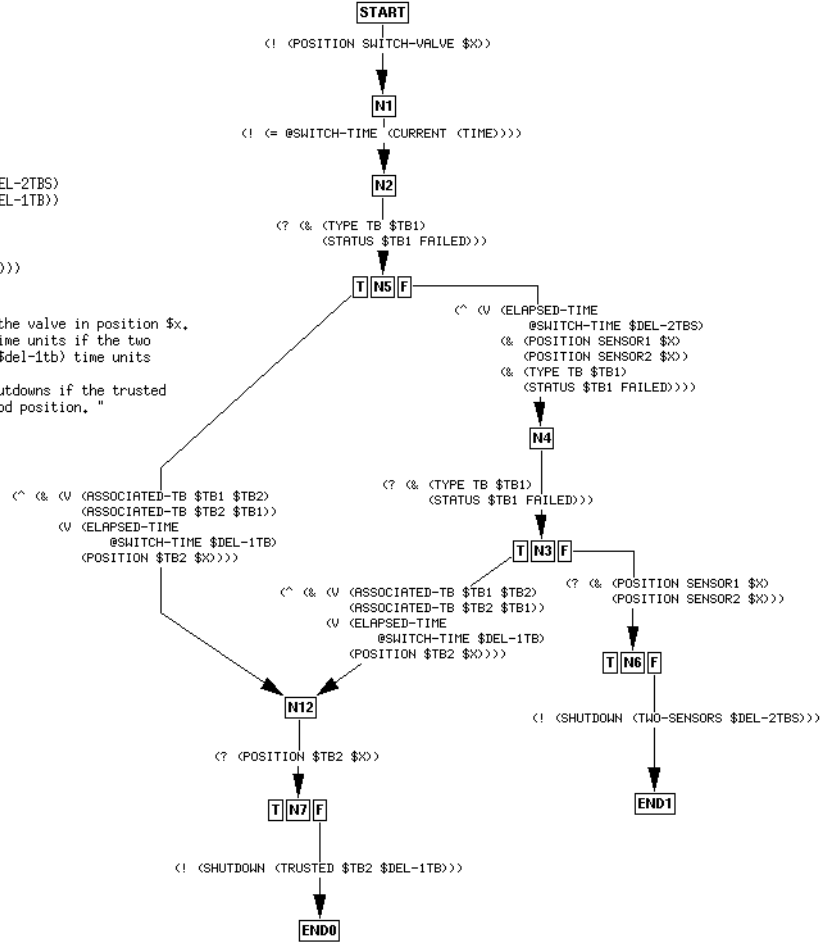 START
(! (POSITION SWITCH-VALVE $X))
N1
(! (= @SWITCH-TIME (CURRENT (TIME))))
EL-2TBS)
EL-1TB))
N2
(? (& (TYPE TB $TB1)
(STATUS $TB1 FAILED)))
)))
T N5 F
the valve in position $x.
ime units if the two
$del-1tb) time units
utdowns if the trusted
od position. "
(^ (V (ELAPSED-TIME
@SWITCH-TIME $DEL-2TBS)
(& (POSITION SENSOR1 $X)
(POSITION SENSOR2 $X))
(& (TYPE TB $TB1)
(STATUS $TB1 FAILED))))
N4
(^ (& (V (ASSOCIATED-TB $TB1 $TB2)
(ASSOCIATED-TB $TB2 $TB1))
(V (ELAPSED-TIME
@SWITCH-TIME $DEL-1TB)
(POSITION $TB2 $X))))
(? (& (TYPE TB $TB1)
(STATUS $TB1 FAILED)))
T N3 F
(^ (& (V (ASSOCIATED-TB $TB1 $TB2)
(ASSOCIATED-TB $TB2 $TB1))
(V (ELAPSED-TIME
@SWITCH-TIME $DEL-1TB)
(POSITION $TB2 $X))))
(? (& (POSITION SENSOR1 $X)
(POSITION SENSOR2 $X)))
T N6 F
N12
(! (SHUTDOWN (TWO-SENSORS $DEL-2TBS)))
(? (POSITION $TB2 $X))
T N7 F
END1
(! (SHUTDOWN (TRUSTED $TB2 $DEL-1TB)))
END0